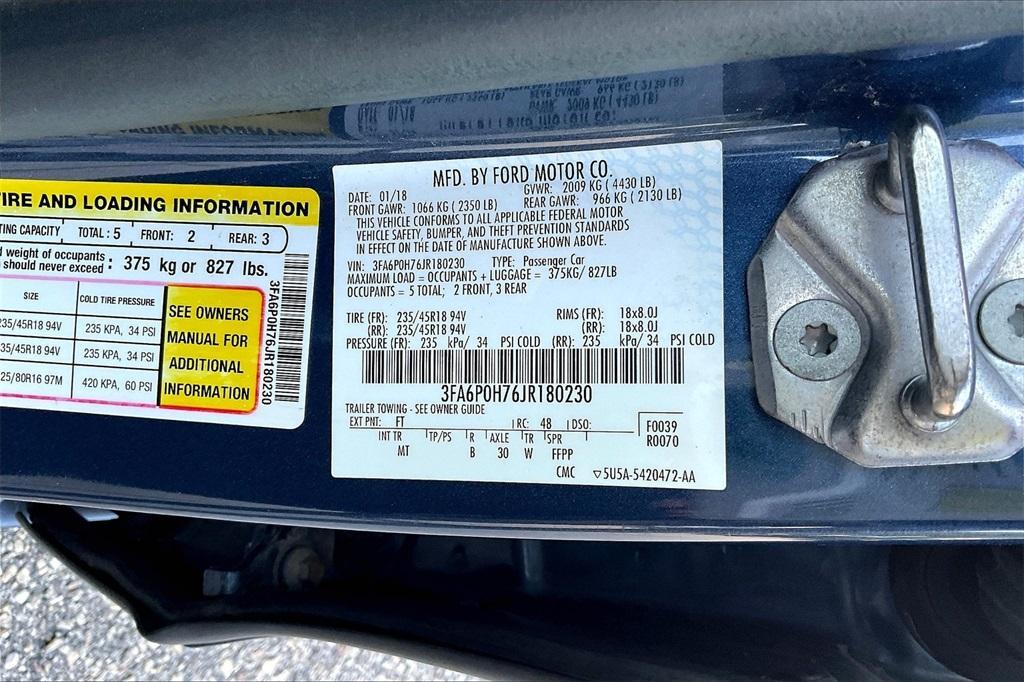 TIRE AND LOADING INFORMATION
TING CAPACITY TOTAL: 5 FRONT: 2 REAR: 3
d weight of occupants
should never exceed: 375 kg or 827 lbs.
SIZE COLD TIRE PRESSURE
235/45R18 94V 235 KPA, 34 PSI
35/45R18 94V 235 KPA, 34 PSI
25/80R16 97M 420 KPA, 60 PSI
SEE OWNERS
MANUAL FOR
ADDITIONAL
INFORMATION
3FA6P0H76JR180230
MFD. BY FORD MOTOR CO.
DATE: 01/18 GVWR: 2009 KG ( 4430 LB)
FRONT GAWR: 1066 KG ( 2350 LB) REAR GAWR: 966 KG ( 2130 LB)
THIS VEHICLE CONFORMS TO ALL APPLICABLE FEDERAL MOTOR
VEHICLE SAFETY, BUMPER, AND THEFT PREVENTION STANDARDS
IN EFFECT ON THE DATE OF MANUFACTURE SHOWN ABOVE.
VIN: 3FA6P0H76JR180230 TYPE: Passenger Car
MAXIMUM LOAD = OCCUPANTS + LUGGAGE = 375KG/ 827LB
OCCUPANTS = 5 TOTAL; 2 FRONT, 3 REAR
TIRE (FR): 235/45R18 94V RIMS (FR): 18x8.0J
(RR): 235/45R18 94V (RR): 18x8.0J
PRESSURE (FR): 235 kPa/ 34 PSI COLD (RR): 235 kPa/ 34 PSI COLD
3FA6P0H76JR180230
TRAILER TOWING - SEE OWNER GUIDE
EXT PNT: FT RC: 48 DSO: F0039
INT TR TP/PS R AXLE TR SPR R0070
MT B 30 W FFPP
CMC ▽5U5A-5420472-AA